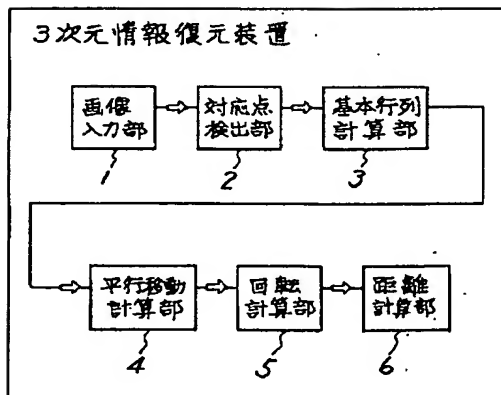 3次元情報復元装置
画像
入力部
対応点
検出部
基本行列
計算部
1
2
3
平行移動
計算部
回転
計算部
距離
計算部
4
5
6